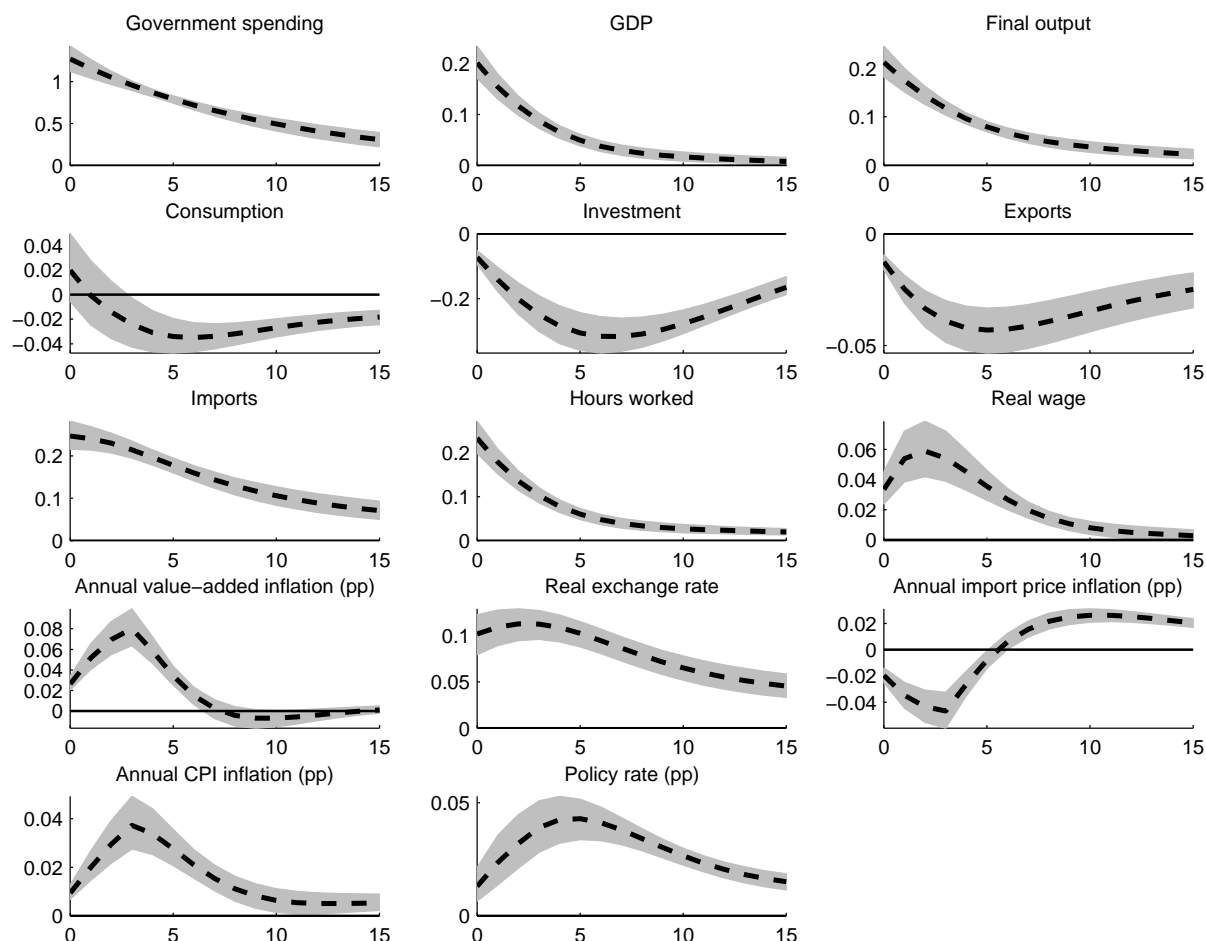 Government spending GDP Final output
1 0.2 0.2
0.5 0.1 0.1
0 0 0
0 5 10 15 0 5 10 15 0 5 10 15
Consumption Investment Exports
0.04 0 0
0.02
0
−0.02 −0.2
−0.04 −0.05
0 5 10 15 0 5 10 15 0 5 10 15
Imports Hours worked Real wage
0.2 0.2 0.06
0.1 0.1 0.04
0.02
0 0 0
0 5 10 15 0 5 10 15 0 5 10 15
Annual value−added inflation (pp) Real exchange rate Annual import price inflation (pp)
0.08 0.1 0.02
0.06 0
0.04 0.05 −0.02
0.02 −0.04
0 0
0 5 10 15 0 5 10 15 0 5 10 15
Annual CPI inflation (pp) Policy rate (pp)
0.04 0.05
0.02
0 0
0 5 10 15 0 5 10 15